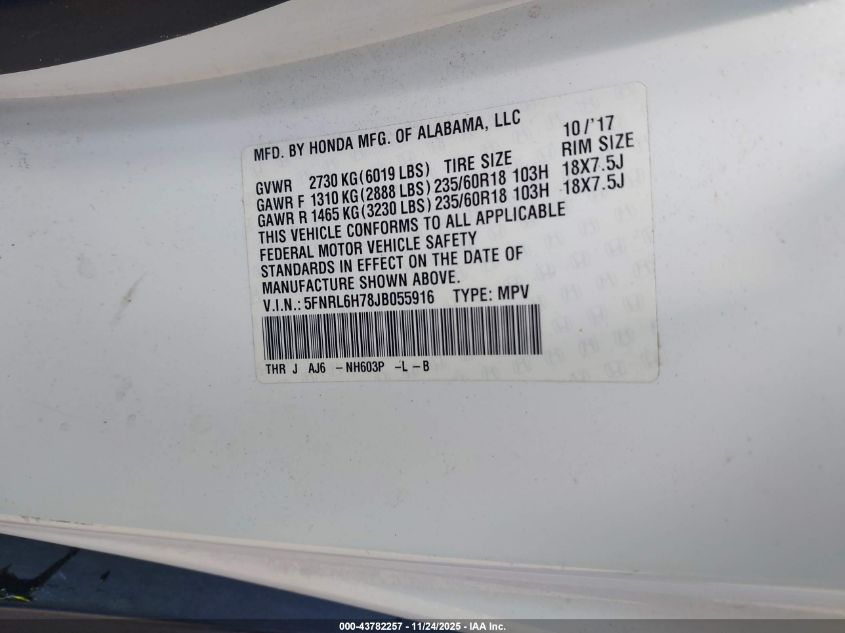 MFD. BY HONDA MFG. OF ALABAMA, LLC 10/'17
GVWR 2730 KG (6019 LBS) TIRE SIZE RIM SIZE
GAWR F 1310 KG (2888 LBS) 235/60R18 103H 18X7.5J
GAWR R 1465 KG (3230 LBS) 235/60R18 103H 18X7.5J
THIS VEHICLE CONFORMS TO ALL APPLICABLE
FEDERAL MOTOR VEHICLE SAFETY
STANDARDS IN EFFECT ON THE DATE OF
MANUFACTURE SHOWN ABOVE.
V.I.N.: 5FNRL6H78JB055916 TYPE: MPV
THR J AJ6 -NH603P -L -B
000-43782257 - 11/24/2025 - IAA Inc.